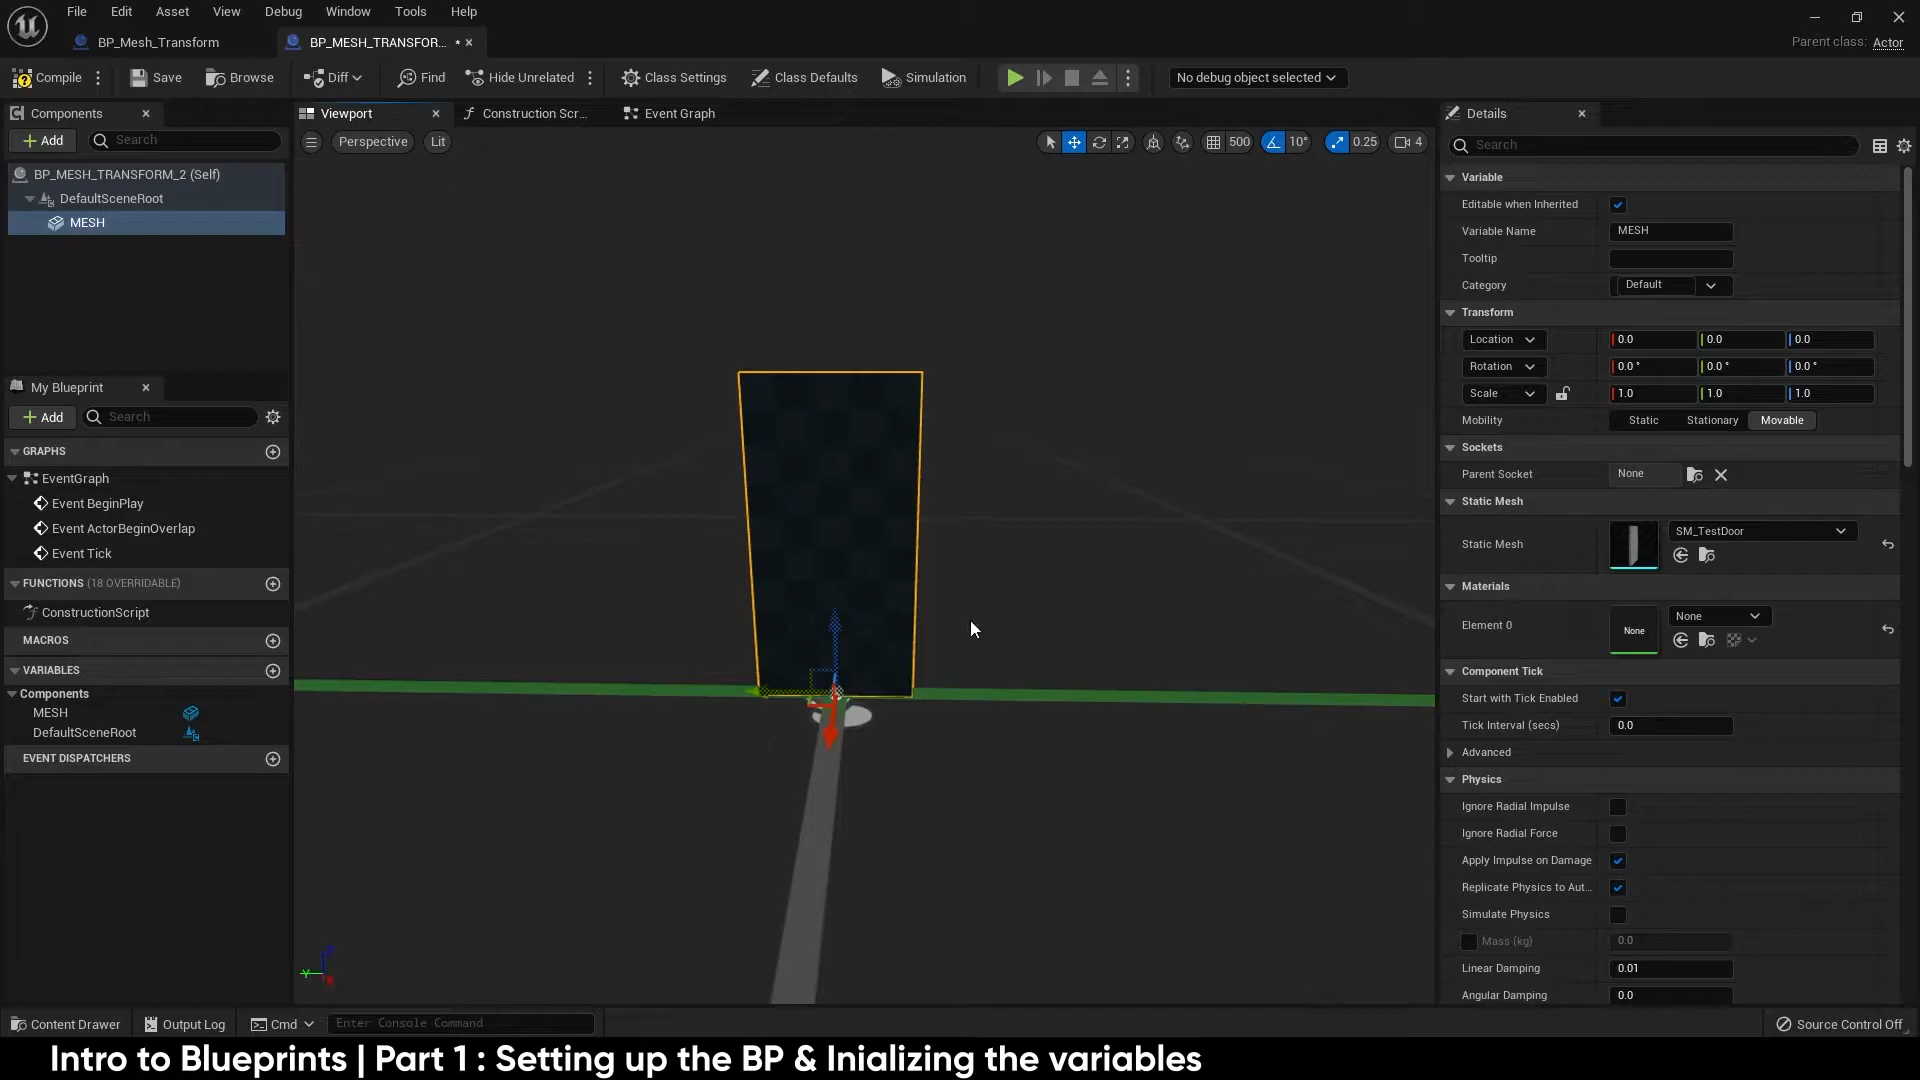 File Edit Asset View Debug Window Tools Help
BP_Mesh_Transform BP_MESH_TRANSFOR... *
Parent class: Actor
Compile Save Browse Diff Find Hide Unrelated Class Settings Class Defaults Simulation No debug object selected
Components
Add Search
BP_MESH_TRANSFORM_2 (Self)
DefaultSceneRoot
MESH
My Blueprint
Add Search
GRAPHS
EventGraph
Event BeginPlay
Event ActorBeginOverlap
Event Tick
FUNCTIONS (18 OVERRIDABLE)
ConstructionScript
MACROS
VARIABLES
Components
MESH
DefaultSceneRoot
EVENT DISPATCHERS
Viewport Construction Scr... Event Graph
Perspective Lit 500 10° 0.25 4
Y
Details
Search
Variable
Editable when Inherited
Variable Name MESH
Tooltip
Category Default
Transform
Location 0.0 0.0 0.0
Rotation 0.0° 0.0° 0.0°
Scale 1.0 1.0 1.0
Mobility Static Stationary Movable
Sockets
Parent Socket None
Static Mesh
Static Mesh SM_TestDoor
Materials
Element 0 None None
Component Tick
Start with Tick Enabled
Tick Interval (secs) 0.0
Advanced
Physics
Ignore Radial Impulse
Ignore Radial Force
Apply Impulse on Damage
Replicate Physics to Aut...
Simulate Physics
Mass (kg) 0.0
Linear Damping 0.01
Angular Damping 0.0
Content Drawer Output Log Cmd Enter Console Command Source Control Off
Intro to Blueprints | Part 1 : Setting up the BP & Inializing the variables